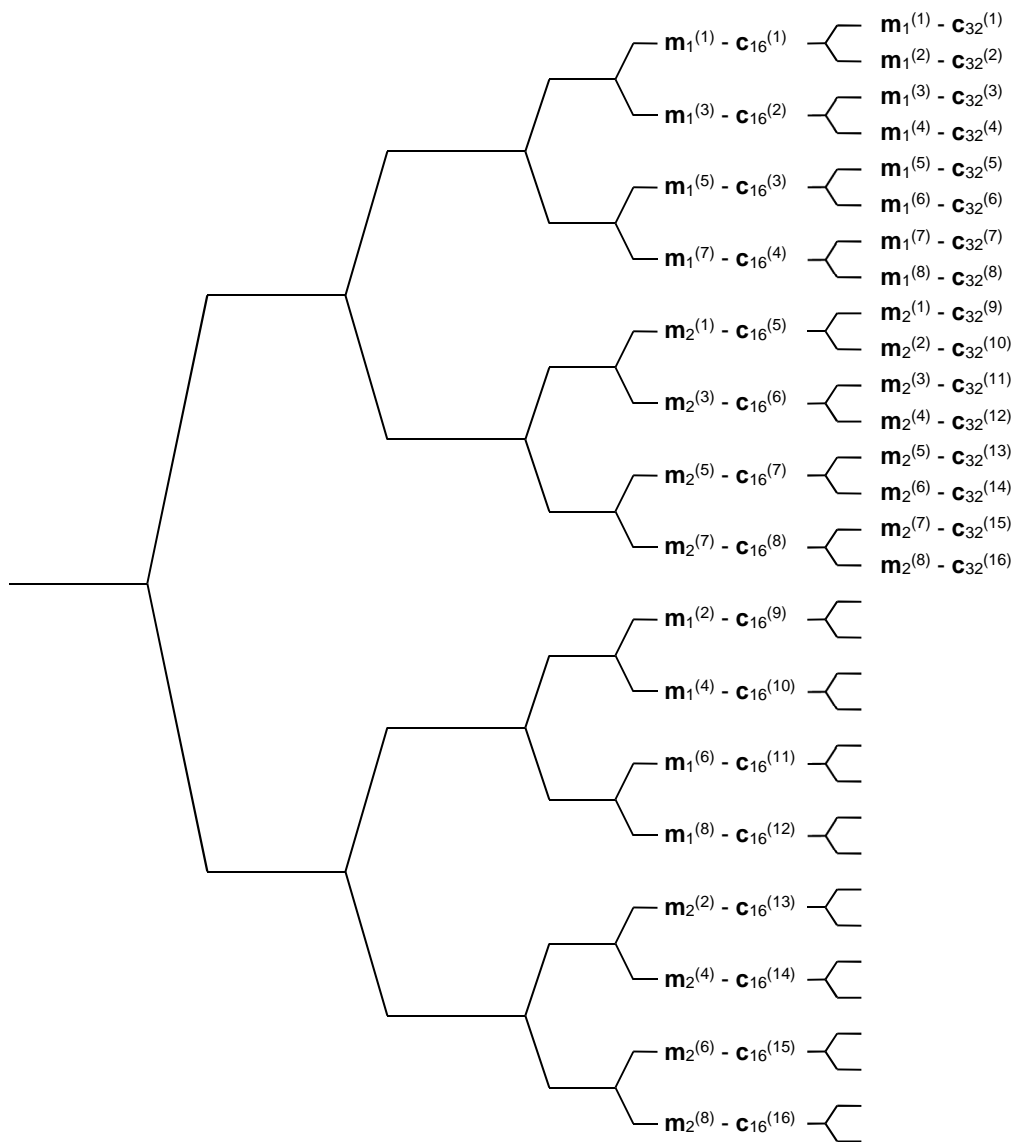 m1(1) - c16(1)
m1(1) - c32(1)
m1(2) - c32(2)
m1(3) - c16(2)
m1(3) - c32(3)
m1(4) - c32(4)
m1(5) - c16(3)
m1(5) - c32(5)
m1(6) - c32(6)
m1(7) - c16(4)
m1(7) - c32(7)
m1(8) - c32(8)
m2(1) - c16(5)
m2(1) - c32(9)
m2(2) - c32(10)
m2(3) - c16(6)
m2(3) - c32(11)
m2(4) - c32(12)
m2(5) - c16(7)
m2(5) - c32(13)
m2(6) - c32(14)
m2(7) - c16(8)
m2(7) - c32(15)
m2(8) - c32(16)
m1(2) - c16(9)
m1(4) - c16(10)
m1(6) - c16(11)
m1(8) - c16(12)
m2(2) - c16(13)
m2(4) - c16(14)
m2(6) - c16(15)
m2(8) - c16(16)